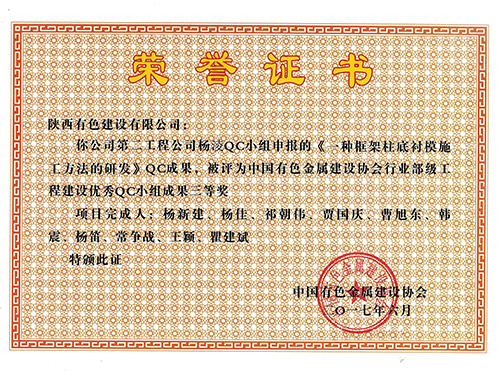 荣誉证书
陕西有色建设有限公司：
你公司第二工程公司杨凌QC小组申报的《一种框架柱底衬模施
工方法的研发》QC成果，被评为中国有色金属建设协会行业部级工
程建设优秀QC小组成果三等奖
项目完成人：杨新建、杨佳、祁朝伟、贾国庆、曹旭东、韩
震、杨笛、常争战、王颖、瞿建斌
特颁此证
中国有色金属建设协会
二〇一七年六月